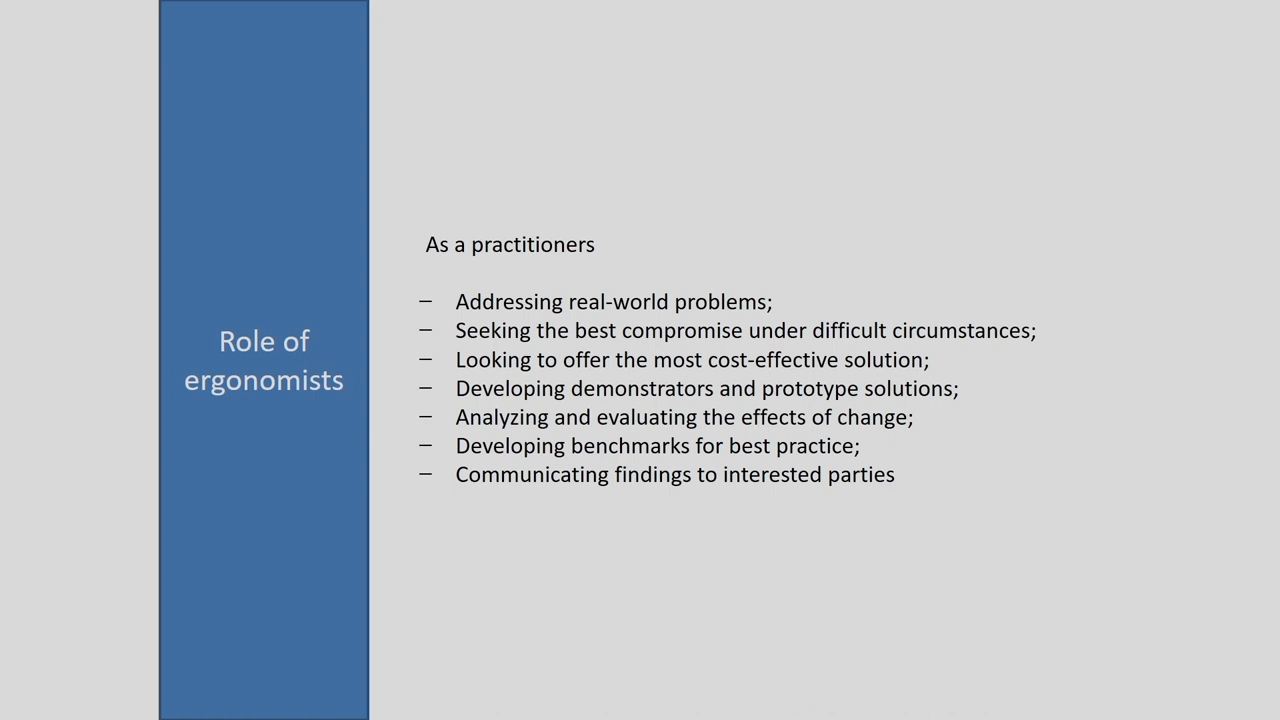 Role of
ergonomists
As a practitioners
– Addressing real-world problems;
– Seeking the best compromise under difficult circumstances;
– Looking to offer the most cost-effective solution;
– Developing demonstrators and prototype solutions;
– Analyzing and evaluating the effects of change;
– Developing benchmarks for best practice;
– Communicating findings to interested parties